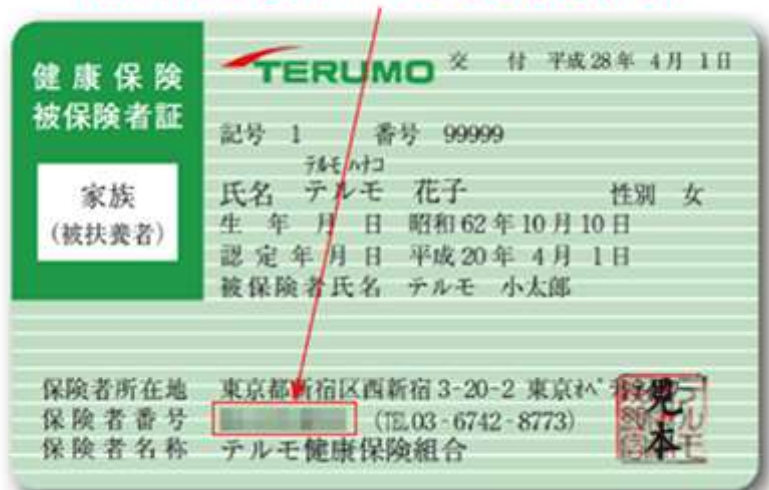 健康保険
被保険者証
家族
(被扶養者)
TERUMO 交 付 平成28年 4月 1日
記号 1 番号 99999
テルモ ハナコ
氏名 テルモ 花子 性別 女
生年月日 昭和62年10月10日
認定年月日 平成20年 4月 1日
被保険者氏名 テルモ 小太郎
保険者所在地 東京都新宿区西新宿3-20-2 東京オペラ
保険者番号 (TEL03-6742-8773)
保険者名称 テルモ健康保険組合
見本